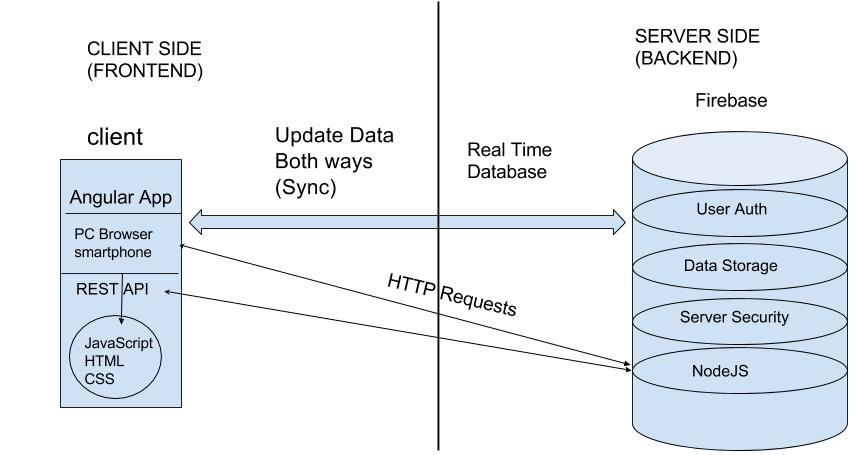 CLIENT SIDE
(FRONTEND)
SERVER SIDE
(BACKEND)
Firebase
client
Update Data
Both ways
(Sync)
Real Time
Database
Angular App
PC Browser
smartphone
REST API
JavaScript
HTML
CSS
HTTP Requests
User Auth
Data Storage
Server Security
NodeJS